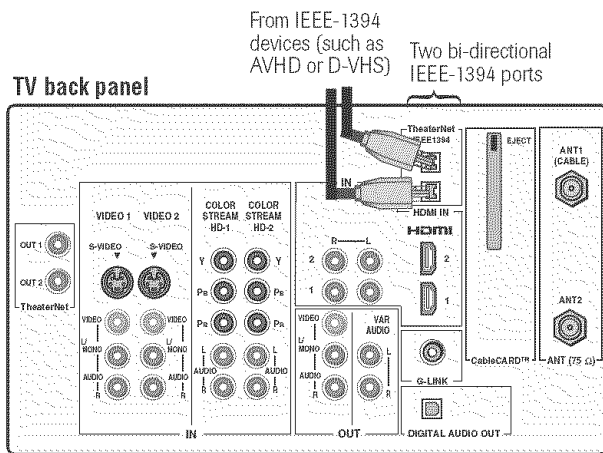 From IEEE-1394
devices (such as
AVHD or D-VHS)
Two bi-directional
IEEE-1394 ports
TV back panel
TheaterNet
IEEE1394
EJECT
ANT1
(CABLE)
IN
HDMI IN
VIDEO 1 VIDEO 2
COLOR
STREAM
HD-1
COLOR
STREAM
HD-2
R L
HDMI
OUT 1
S-VIDEO
S-VIDEO
Y
Y
2
2
OUT 2
PB
PB
1
1
TheaterNet
ANT2
VIDEO
VIDEO
PR
PR
VIDEO
VAR
AUDIO
L/
MONO
L/
MONO
L
L
L/
MONO
L
CableCARD™
ANT (75 Ω)
AUDIO
AUDIO
AUDIO
AUDIO
AUDIO
G-LINK
R
R
R
R
R
R
IN
OUT
DIGITAL AUDIO OUT